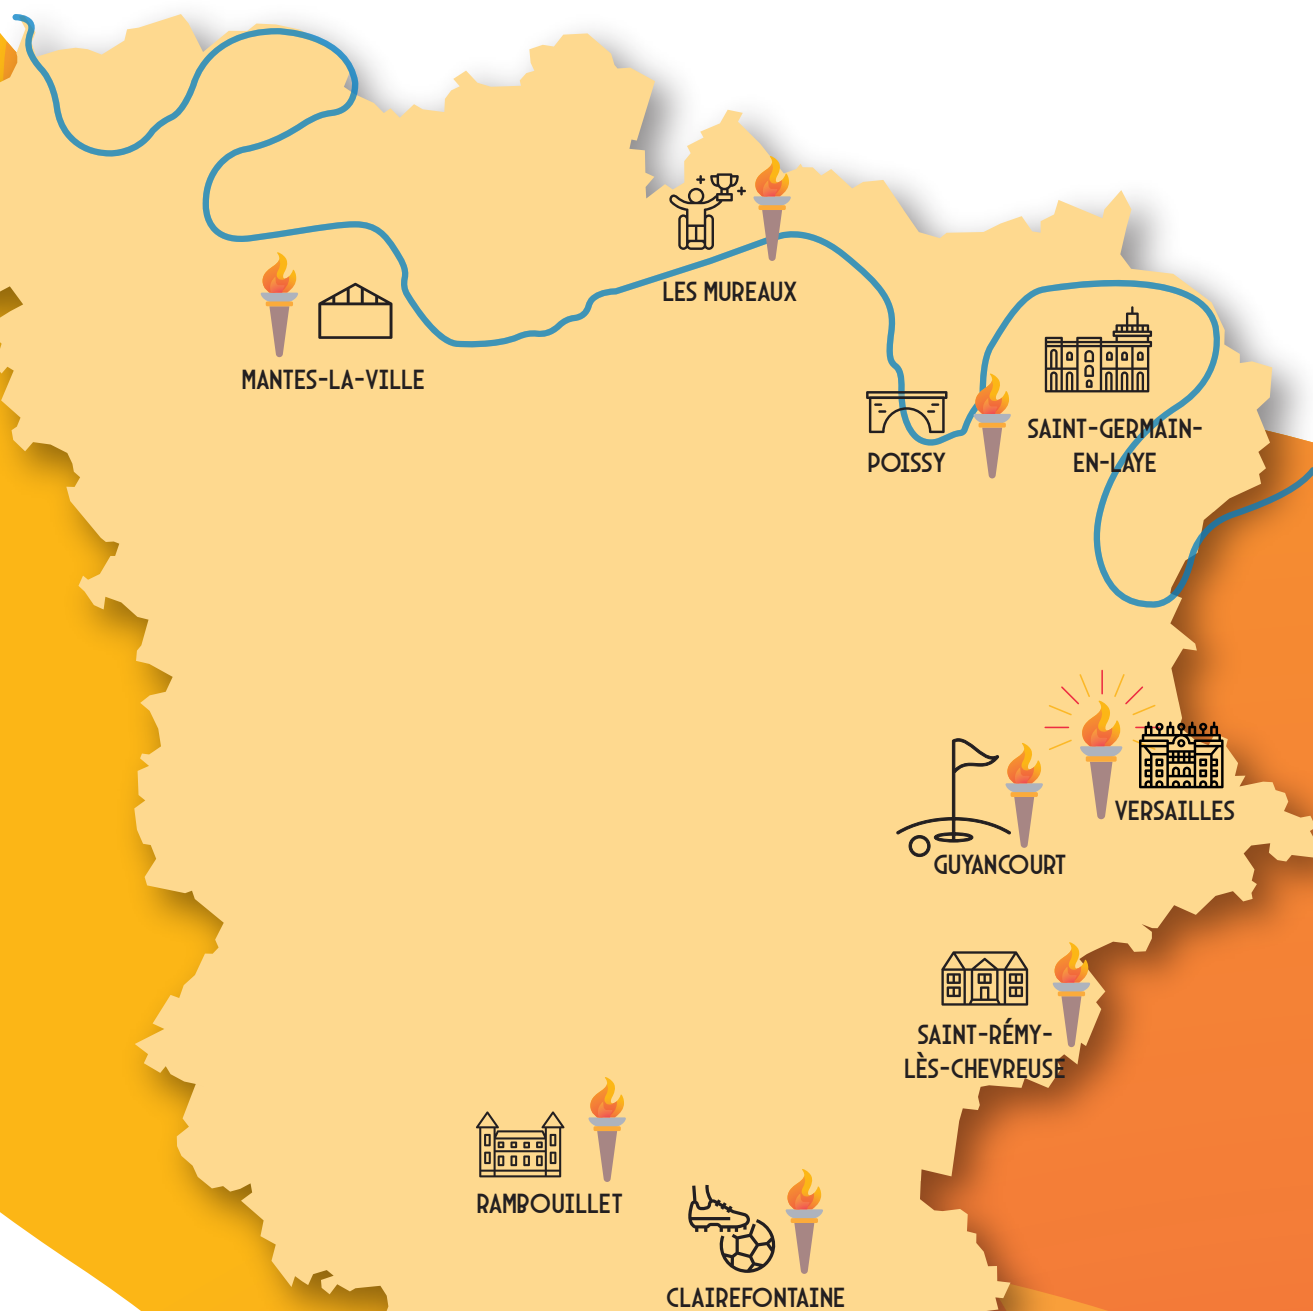 LES MUREAUX
MANTES-LA-VILLE
SAINT-GERMAIN-
EN-LAYE
POISSY
VERSAILLES
GUYANCOURT
SAINT-RÉMY-
LÈS-CHEVREUSE
RAMBOUILLET
CLAIREFONTAINE